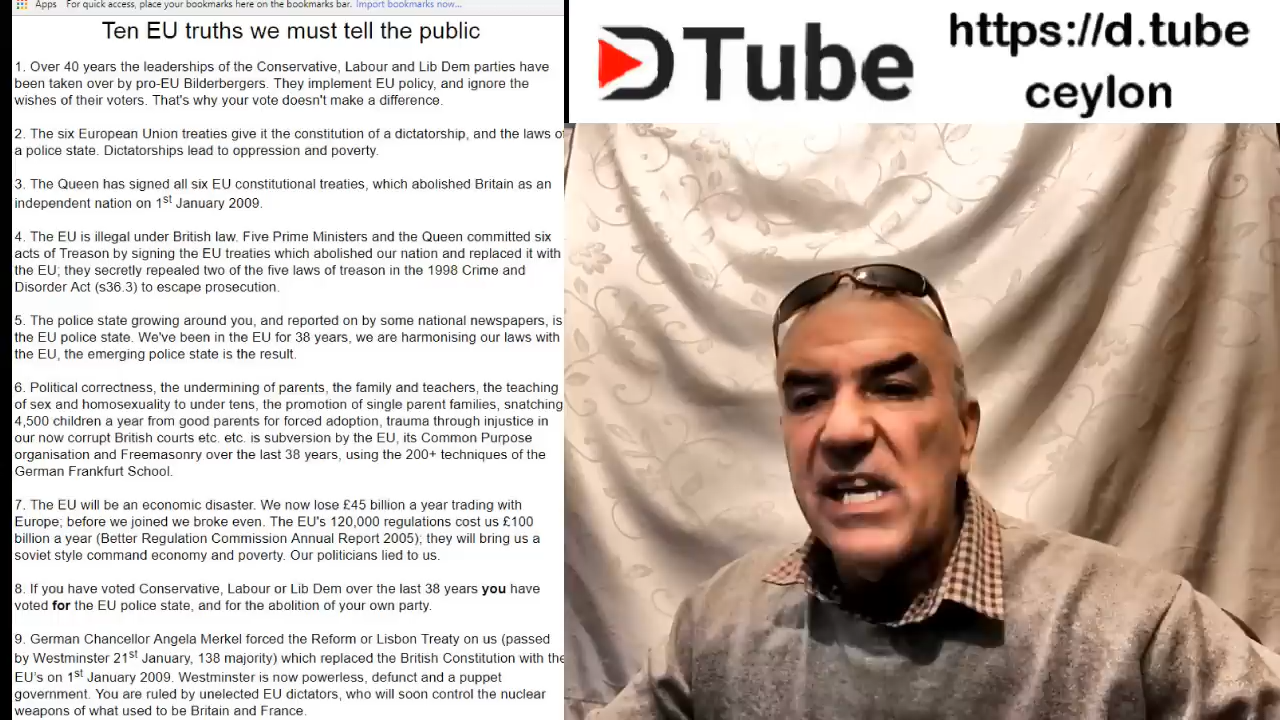 Apps For quick access, place your bookmarks here on the bookmarks bar. Import bookmarks now...
Ten EU truths we must tell the public
1. Over 40 years the leaderships of the Conservative, Labour and Lib Dem parties have
been taken over by pro-EU Bilderbergers. They implement EU policy, and ignore the
wishes of their voters. That's why your vote doesn't make a difference.
2. The six European Union treaties give it the constitution of a dictatorship, and the laws of
a police state. Dictatorships lead to oppression and poverty.
3. The Queen has signed all six EU constitutional treaties, which abolished Britain as an
independent nation on 1st January 2009.
4. The EU is illegal under British law. Five Prime Ministers and the Queen committed six
acts of Treason by signing the EU treaties which abolished our nation and replaced it with
the EU; they secretly repealed two of the five laws of treason in the 1998 Crime and
Disorder Act (s36.3) to escape prosecution.
5. The police state growing around you, and reported on by some national newspapers, is
the EU police state. We've been in the EU for 38 years, we are harmonising our laws with
the EU, the emerging police state is the result.
6. Political correctness, the undermining of parents, the family and teachers, the teaching
of sex and homosexuality to under tens, the promotion of single parent families, snatching
4,500 children a year from good parents for forced adoption, trauma through injustice in
our now corrupt British courts etc. etc. is subversion by the EU, its Common Purpose
organisation and Freemasonry over the last 38 years, using the 200+ techniques of the
German Frankfurt School.
7. The EU will be an economic disaster. We now lose £45 billion a year trading with
Europe; before we joined we broke even. The EU's 120,000 regulations cost us £100
billion a year (Better Regulation Commission Annual Report 2005); they will bring us a
soviet style command economy and poverty. Our politicians lied to us.
8. If you have voted Conservative, Labour or Lib Dem over the last 38 years you have
voted for the EU police state, and for the abolition of your own party.
9. German Chancellor Angela Merkel forced the Reform or Lisbon Treaty on us (passed
by Westminster 21st January, 138 majority) which replaced the British Constitution with the
EU's on 1st January 2009. Westminster is now powerless, defunct and a puppet
government. You are ruled by unelected EU dictators, who will soon control the nuclear
weapons of what used to be Britain and France.
DTube
https://d.tube
ceylon